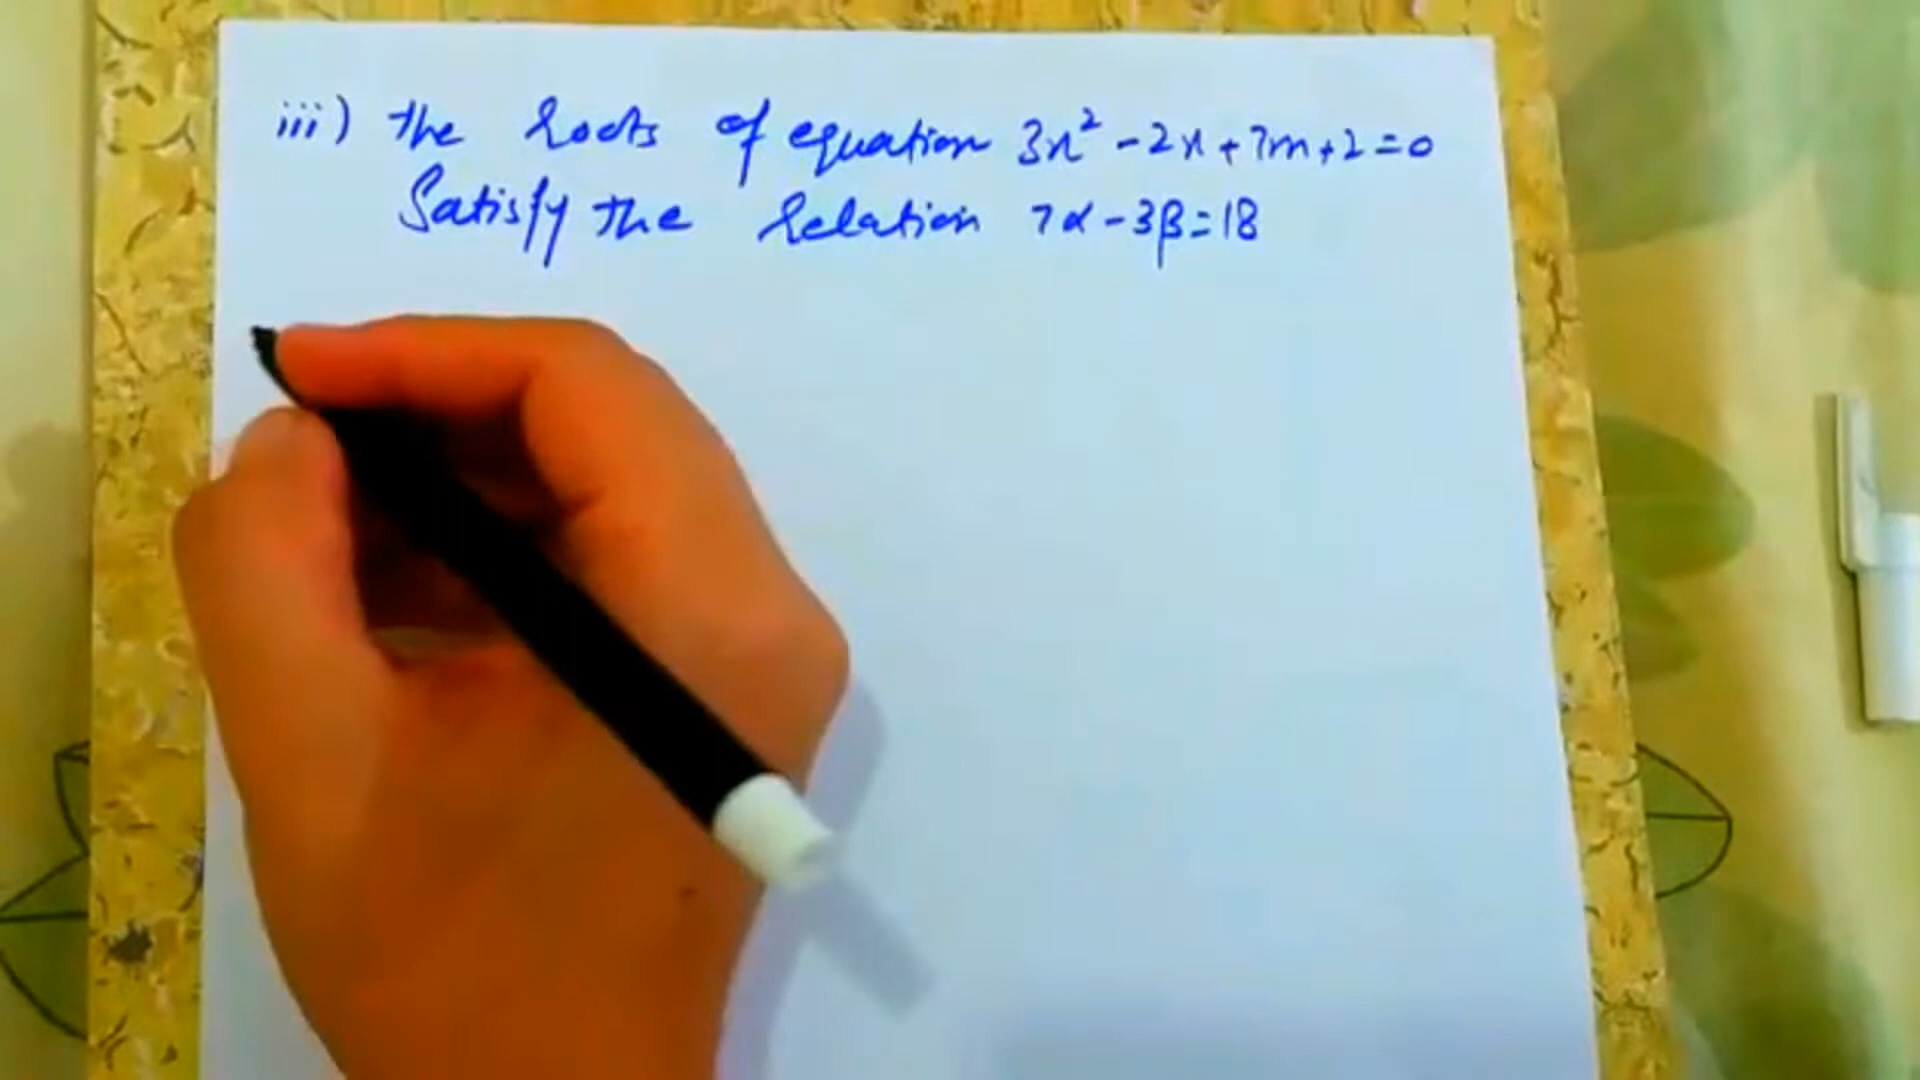 iii) the Roots of equation 3x² - 2x + 7m + 2 = 0
Satisfy the Relation 7α - 3β = 18